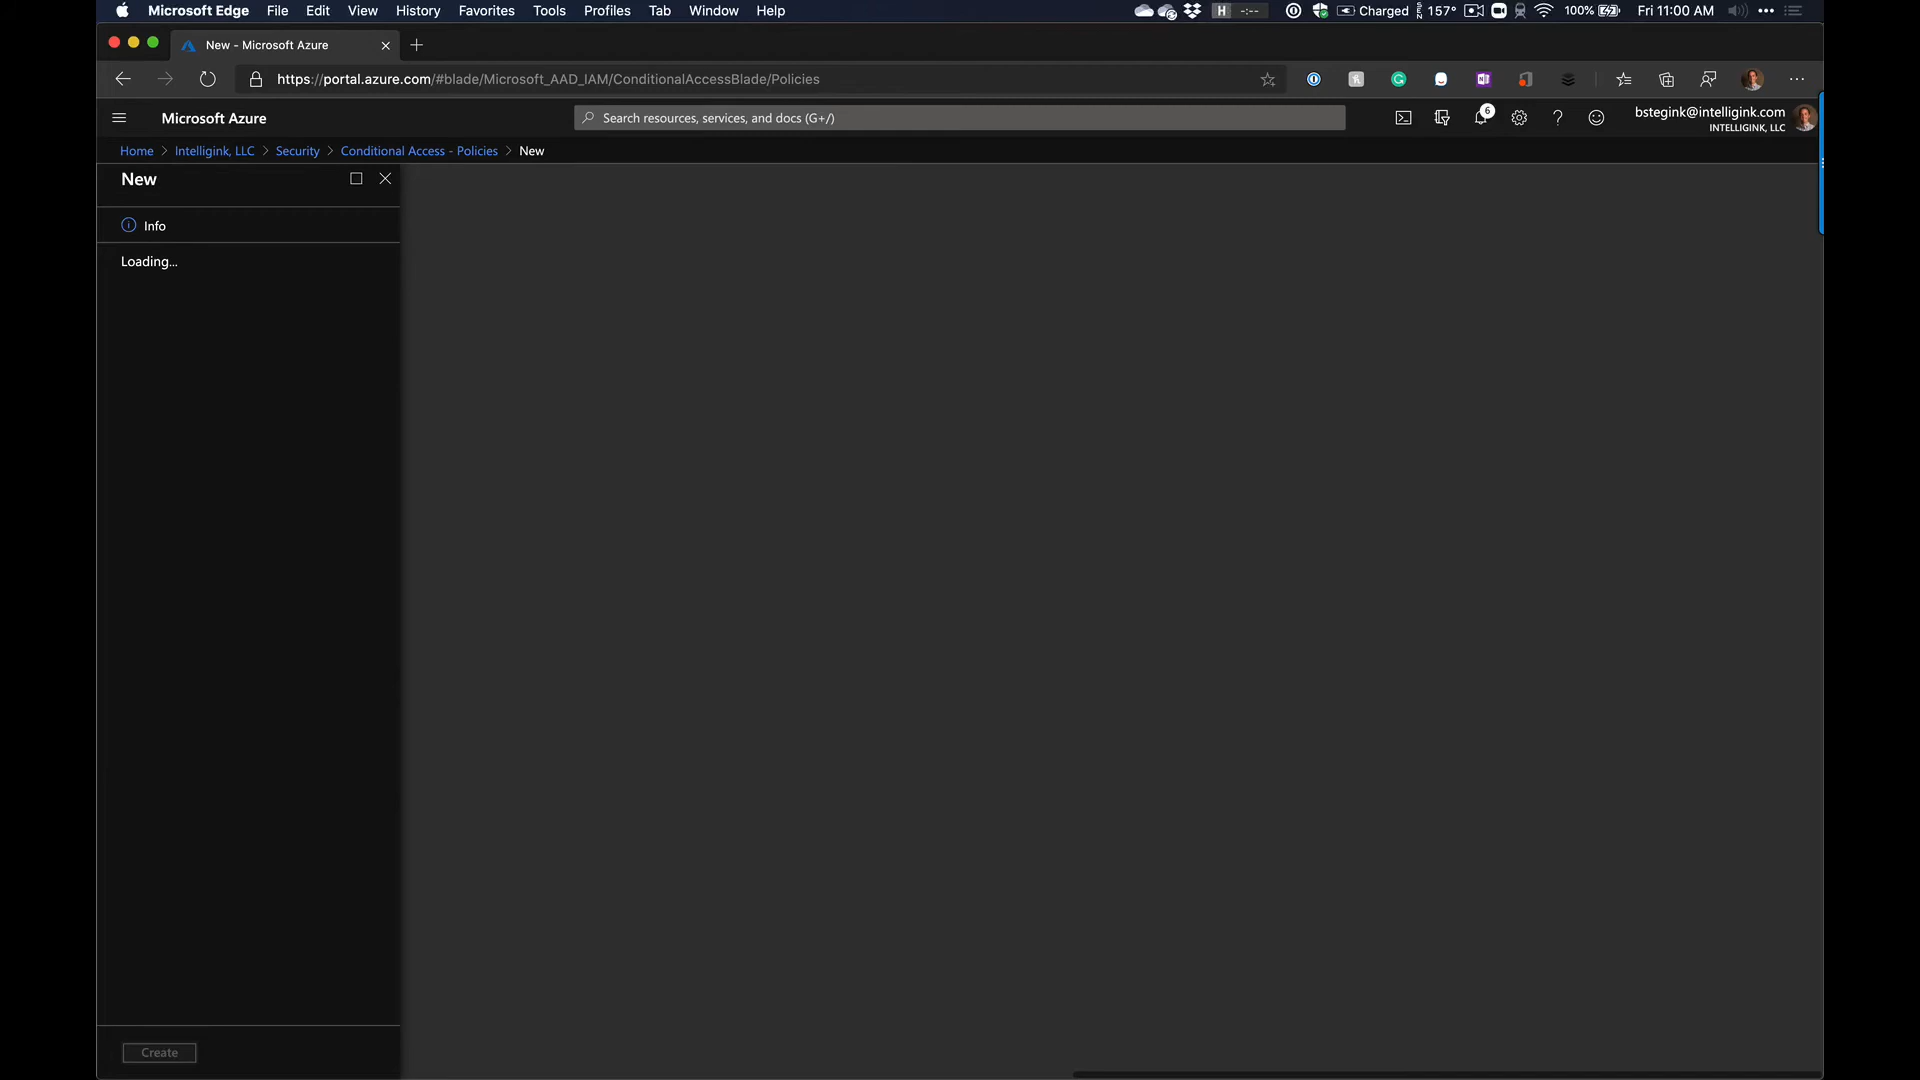 Microsoft Edge File Edit View History Favorites Tools Profiles Tab Window Help H -:-- Charged SEN 157° 100% Fri 11:00 AM
New - Microsoft Azure
https://portal.azure.com/#blade/Microsoft_AAD_IAM/ConditionalAccessBlade/Policies
Microsoft Azure Search resources, services, and docs (G+/) 6 bstegink@intelligink.com
INTELLIGINK, LLC
Home > Intelligink, LLC > Security > Conditional Access - Policies > New
New
Info
Loading...
Create